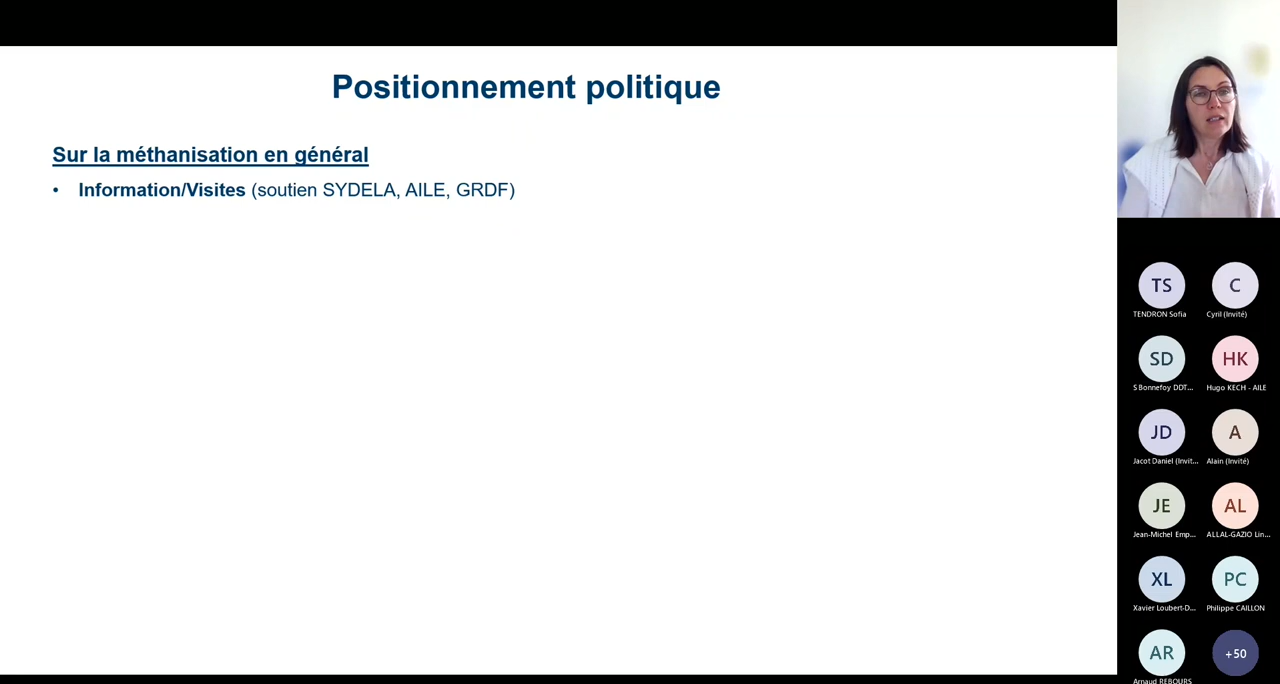 Positionnement politique
Sur la méthanisation en général
• Information/Visites (soutien SYDELA, AILE, GRDF)
TS
TENDRON Sofia
C
Cyril (Invité)
SD
S Bonnefoy DDT...
HK
Hugo KECH - AILE
JD
Jacot Daniel (Invit...
A
Alain (Invité)
JE
Jean-Michel Emp...
AL
ALLAL-GAZIO Lin...
XL
Xavier Loubert-D...
PC
Philippe CAILLON
AR
Arnaud REBOURS
+50